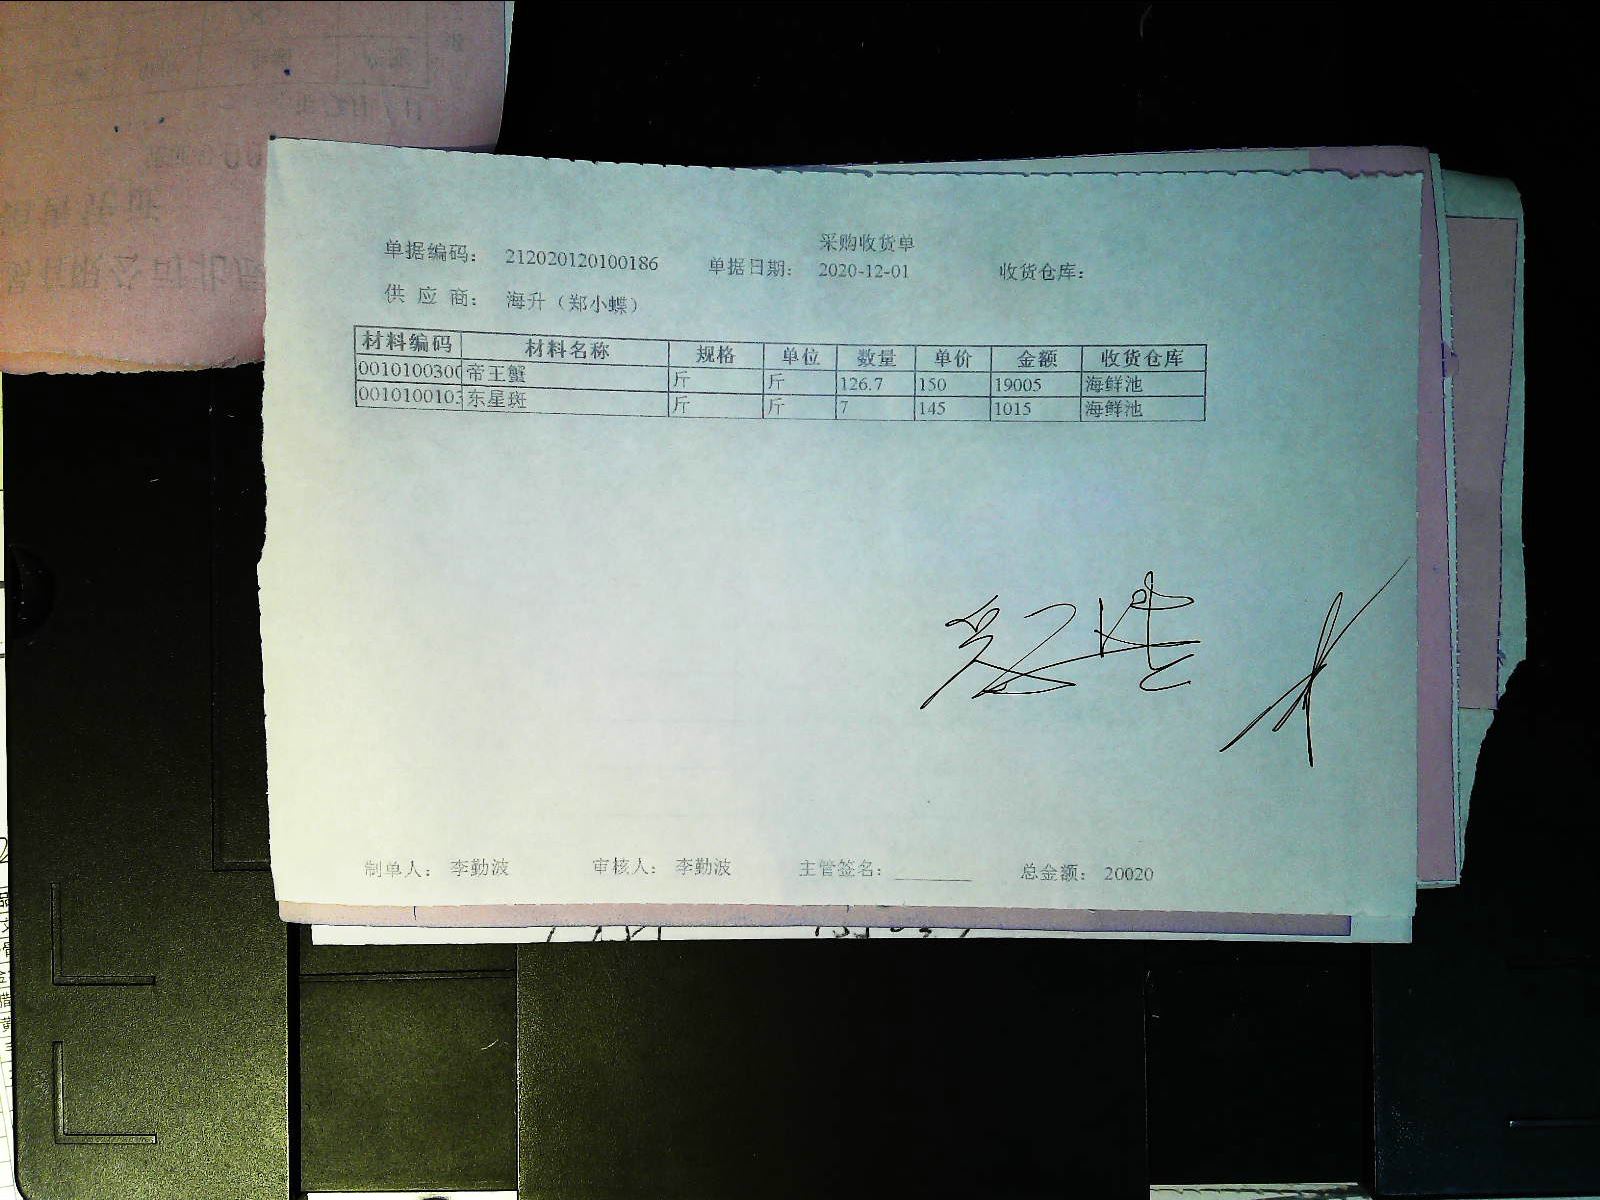 采购收货单
单据编码： 212020120100186 单据日期： 2020-12-01 收货仓库：
供 应 商： 海升（郑小蝶）
材料编码 材料名称 规格 单位 数量 单价 金额 收货仓库
0010100300 帝王蟹 斤 斤 126.7 150 19005 海鲜池
0010100103 东星斑 斤 斤 7 145 1015 海鲜池
制单人： 李勤波 审核人： 李勤波 主管签名： 总金额： 20020